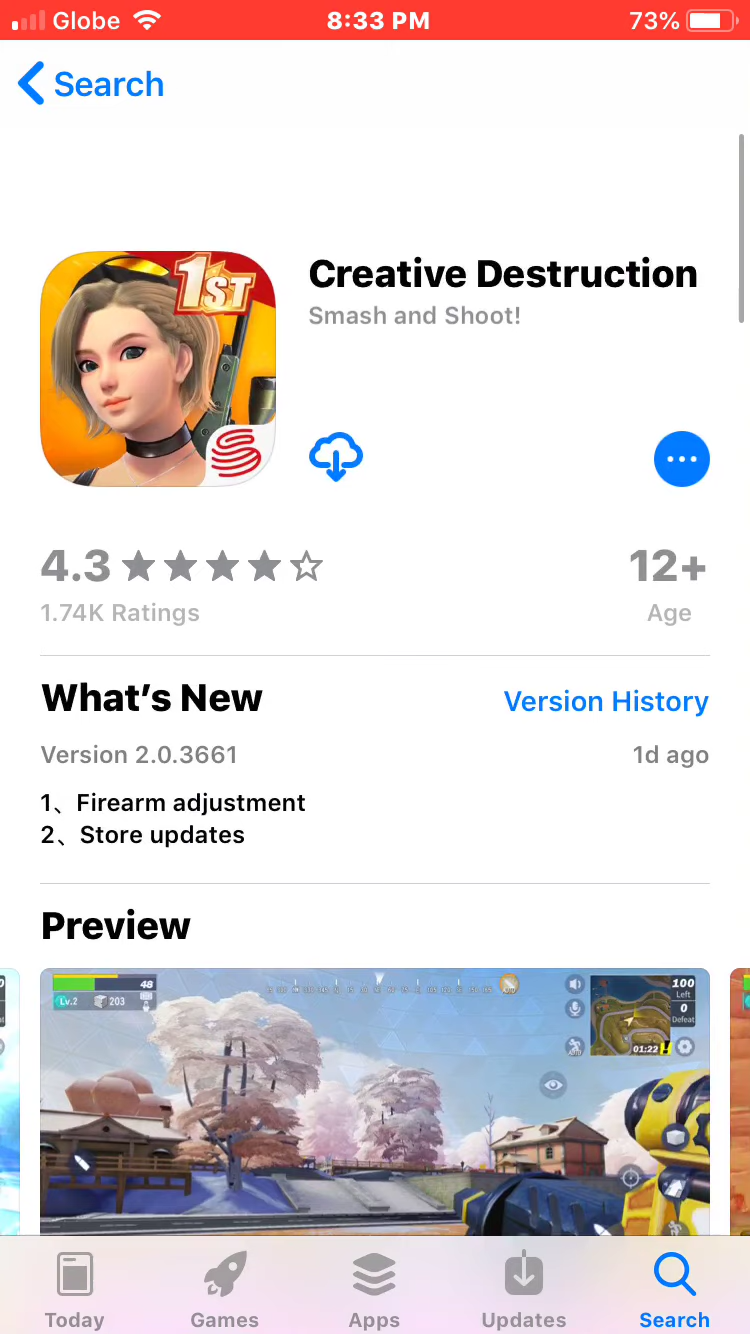 Globe 8:33 PM 73%
Search
1ST
Creative Destruction
Smash and Shoot!
4.3
12+
1.74K Ratings
Age
What's New
Version History
Version 2.0.3661
1d ago
1、Firearm adjustment
2、Store updates
Preview
48
Lv.2 203
100
Left
0
Defeat
01:22
Today Games Apps Updates Search